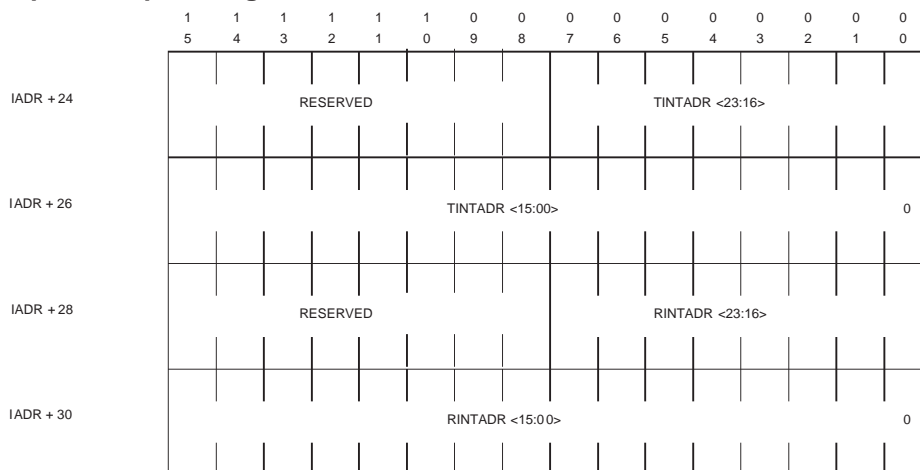 1 1 1 1 1 1 0 0 0 0 0 0 0 0 0 0
5 4 3 2 1 0 9 8 7 6 5 4 3 2 1 0
IADR + 24 RESERVED TINTADR <23:16>
IADR + 26 TINTADR <15:00> 0
IADR + 28 RESERVED RINTADR <23:16>
IADR + 30 RINTADR <15:00> 0